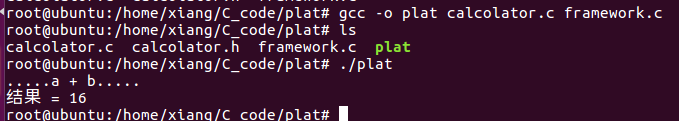 root@ubuntu:/home/xiang/C_code/plat# gcc -o plat calcolator.c framework.c
root@ubuntu:/home/xiang/C_code/plat# ls
calcolator.c calcolator.h framework.c plat
root@ubuntu:/home/xiang/C_code/plat# ./plat
.....a + b.....
结果 = 16
root@ubuntu:/home/xiang/C_code/plat#